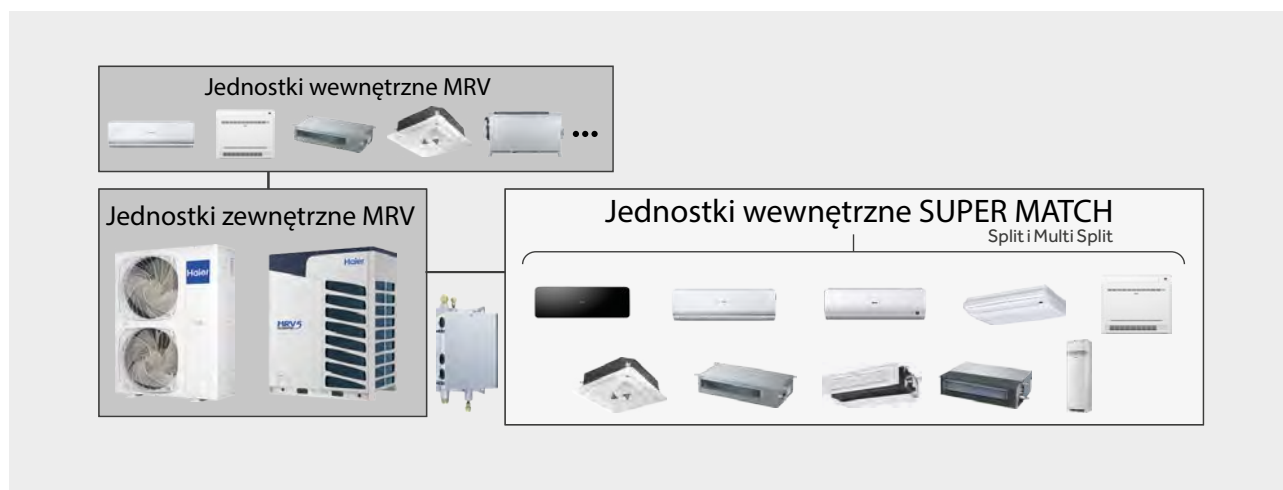 Jednostki wewnętrzne MRV
•••
Jednostki zewnętrzne MRV
Haier
Haier
MRV5
Jednostki wewnętrzne SUPER MATCH
Split i Multi Split